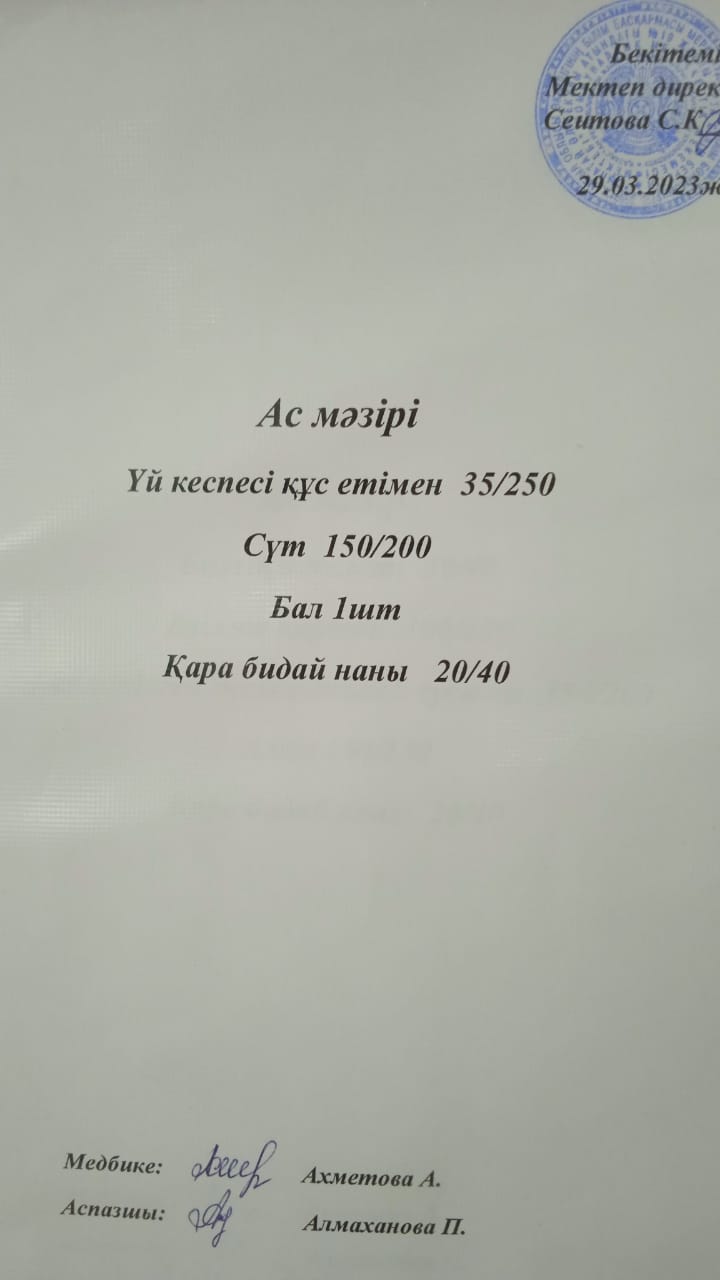 Бекітемі
Мектеп дирек
Сеитова С.К
29.03.2023ж
Ас мәзірі
Үй кеспесі құс етімен 35/250
Сүт 150/200
Бал 1шт
Қара бидай наны 20/40
Медбике: Ахметова А.
Аспазшы: Алмаханова П.